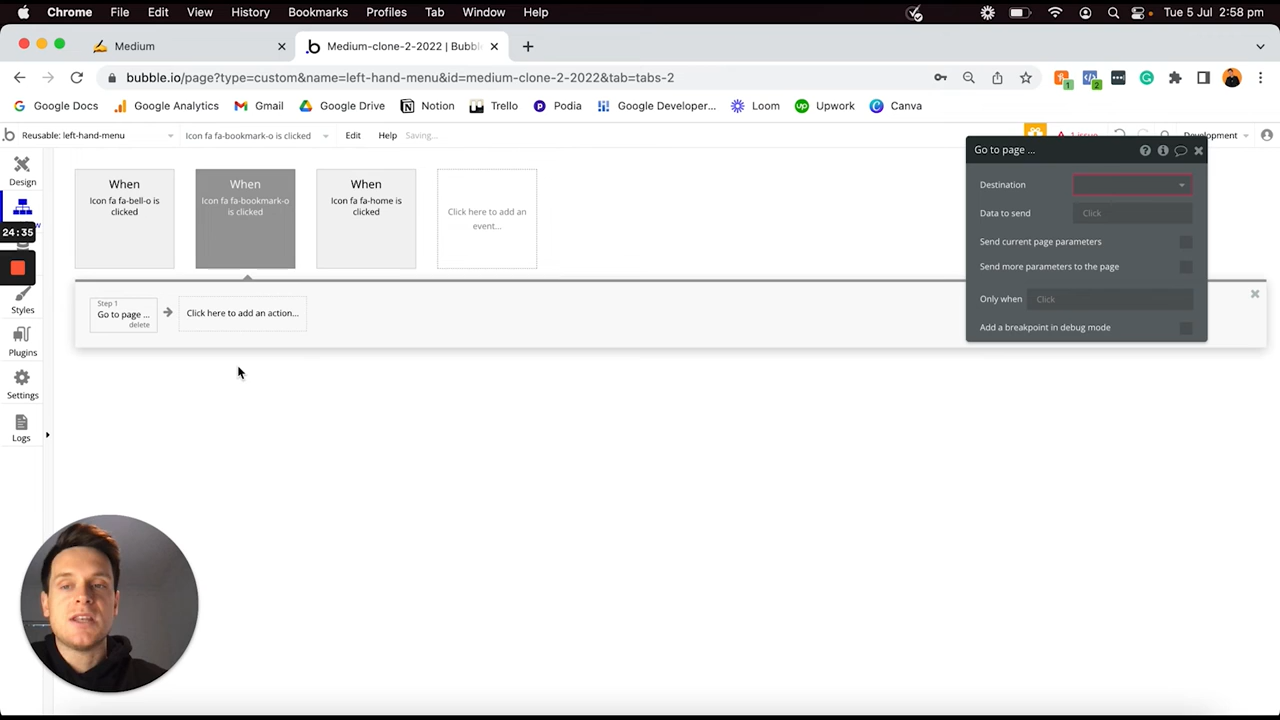 Chrome File Edit View History Bookmarks Profiles Tab Window Help Tue 5 Jul 2:58 pm
Medium
Medium-clone-2-2022 | Bubbl
bubble.io/page?type=custom&name=left-hand-menu&id=medium-clone-2-2022&tab=tabs-2
1
2
Google Docs Google Analytics Gmail Google Drive Notion Trello Podia Google Developer... Loom Upwork Canva
Reusable: left-hand-menu
Icon fa fa-bookmark-o is clicked
Edit Help Saving...
1 issue
Development
Design
24:35
Styles
Plugins
Settings
Logs
When
Icon fa fa-bell-o is
clicked
When
Icon fa fa-bookmark-o
is clicked
When
Icon fa fa-home is
clicked
Click here to add an
event...
Step 1
Go to page ...
delete
Click here to add an action...
Go to page ...
Destination
Data to send Click
Send current page parameters
Send more parameters to the page
Only when Click
Add a breakpoint in debug mode